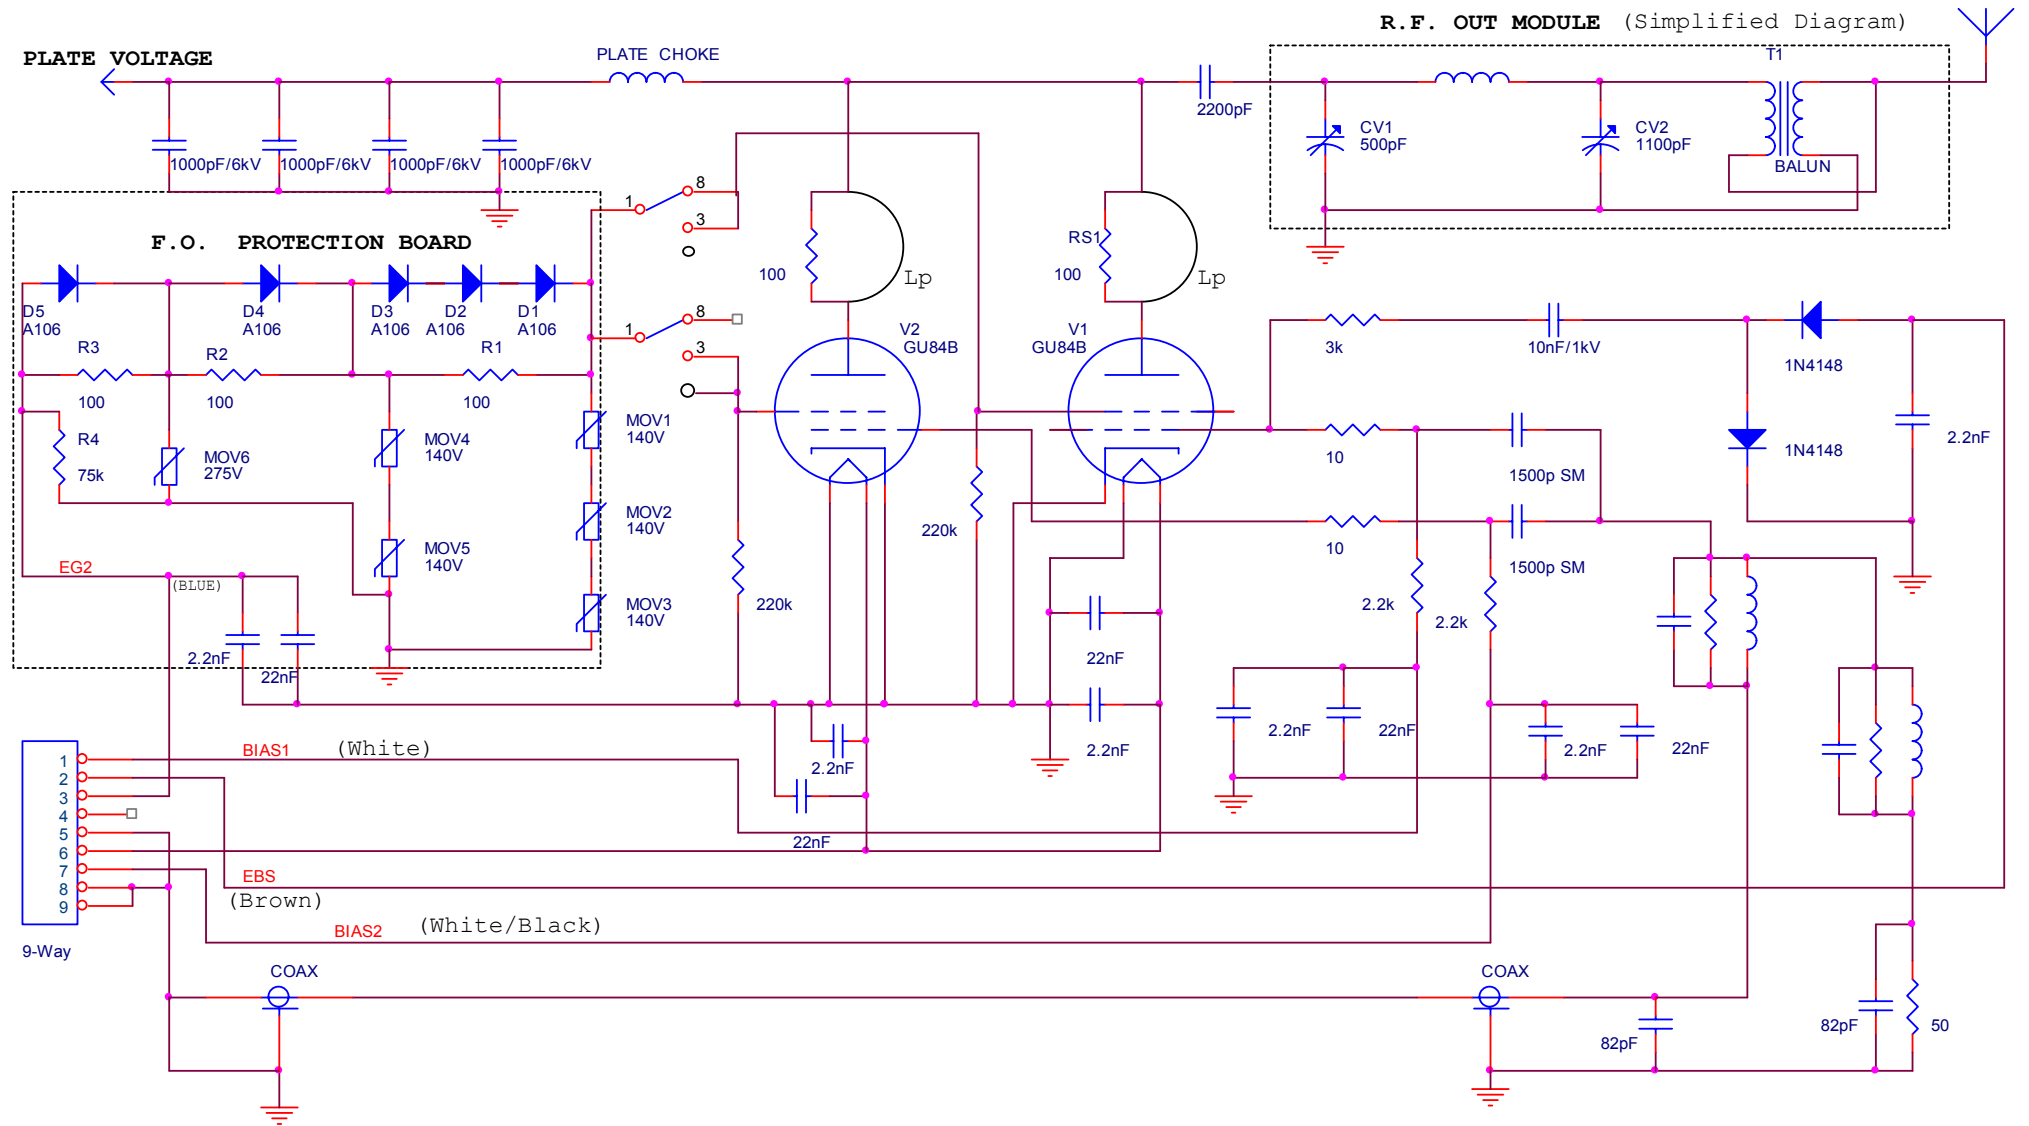 R.F. OUT MODULE (Simplified Diagram)
PLATE VOLTAGE
PLATE CHOKE
T1
2200pF
CV1
500pF
CV2
1100pF
BALUN
1000pF/6kV 1000pF/6kV 1000pF/6kV 1000pF/6kV
F.O. PROTECTION BOARD
1
8
3
1
8
3
100
Lp
RS1
100
Lp
D5
A106
D4
A106
D3
A106
D2
A106
D1
A106
R3
100
R2
100
R1
100
R4
75k
MOV6
275V
MOV4
140V
MOV5
140V
MOV1
140V
MOV2
140V
MOV3
140V
V2
GU84B
V1
GU84B
3k
10nF/1kV
1N4148
1N4148
2.2nF
10
1500p SM
10
1500p SM
220k
220k
2.2k
2.2k
EG2
(BLUE)
2.2nF
22nF
22nF
2.2nF
2.2nF
22nF
2.2nF
22nF
2.2nF
22nF
1
2
3
4
5
6
7
8
9
9-Way
BIAS1 (White)
EBS
(Brown)
BIAS2 (White/Black)
COAX
COAX
82pF
82pF
50